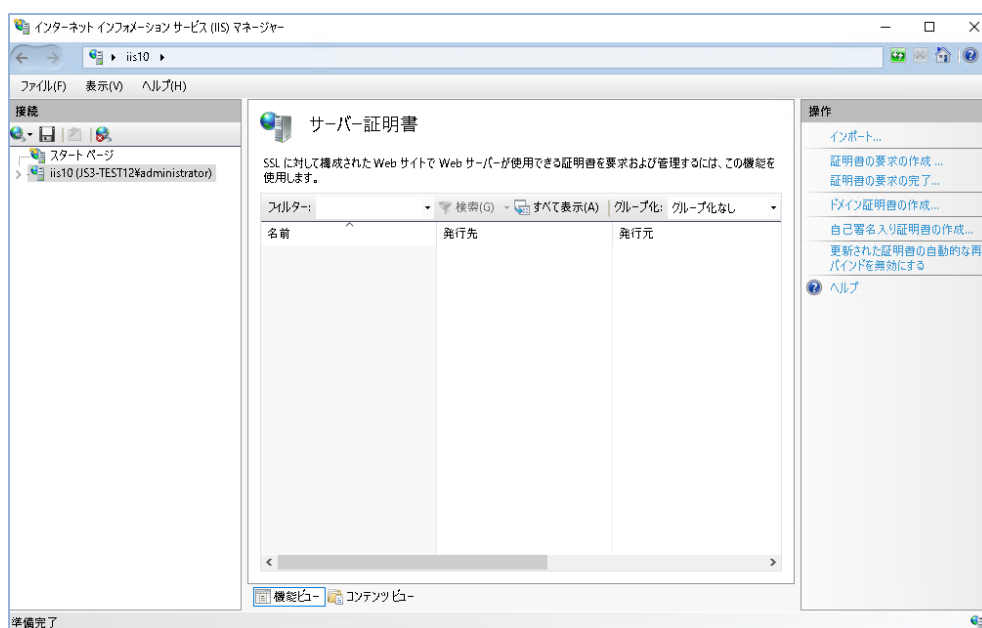 インターネット インフォメーション サービス (IIS) マネージャー
iis10
ファイル(F) 表示(V) ヘルプ(H)
接続
スタート ページ
iis10 (JS3-TEST12¥administrator)
サーバー証明書
SSL に対して構成された Web サイトで Web サーバーが使用できる証明書を要求および管理するには、この機能を
使用します。
フィルター: 検索(G) すべて表示(A) グループ化: グループ化なし
名前 発行先 発行元
機能ビュー コンテンツ ビュー
操作
インポート...
証明書の要求の作成 ...
証明書の要求の完了...
ドメイン証明書の作成...
自己署名入り証明書の作成...
更新された証明書の自動的な再
バインドを無効にする
ヘルプ
準備完了